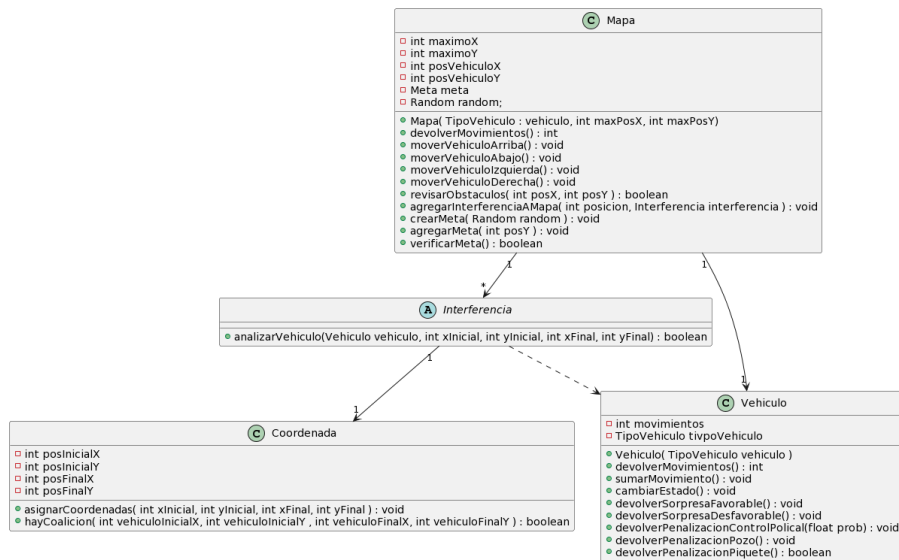 C Mapa
int maximoX
int maximoY
int posVehiculoX
int posVehiculoY
Meta meta
Random random;
Mapa( TipoVehiculo : vehiculo, int maxPosX, int maxPosY)
devolverMovimientos() : int
moverVehiculoArriba() : void
moverVehiculoAbajo() : void
moverVehiculoIzquierda() : void
moverVehiculoDerecha() : void
revisarObstaculos( int posX, int posY ) : boolean
agregarInterferenciaAMapa( int posicion, Interferencia interferencia ) : void
crearMeta( Random random ) : void
agregarMeta( int posY ) : void
verificarMeta() : boolean
1
1
*
A Interferencia
analizarVehiculo(Vehiculo vehiculo, int xInicial, int yInicial, int xFinal, int yFinal) : boolean
1
1
1
C Coordenada
int posInicialX
int posInicialY
int posFinalX
int posFinalY
asignarCoordenadas( int xInicial, int yInicial, int xFinal, int yFinal ) : void
hayCoalicion( int vehiculoInicialX, int vehiculoInicialY , int vehiculoFinalX, int vehiculoFinalY ) : boolean
C Vehiculo
int movimientos
TipoVehiculo tivpoVehiculo
Vehiculo( TipoVehiculo vehiculo )
devolverMovimientos() : int
sumarMovimiento() : void
cambiarEstado() : void
devolverSorpresaFavorable() : void
devolverSorpresaDesfavorable() : void
devolverPenalizacionControlPolical(float prob) : void
devolverPenalizacionPozo() : void
devolverPenalizacionPiquete() : boolean